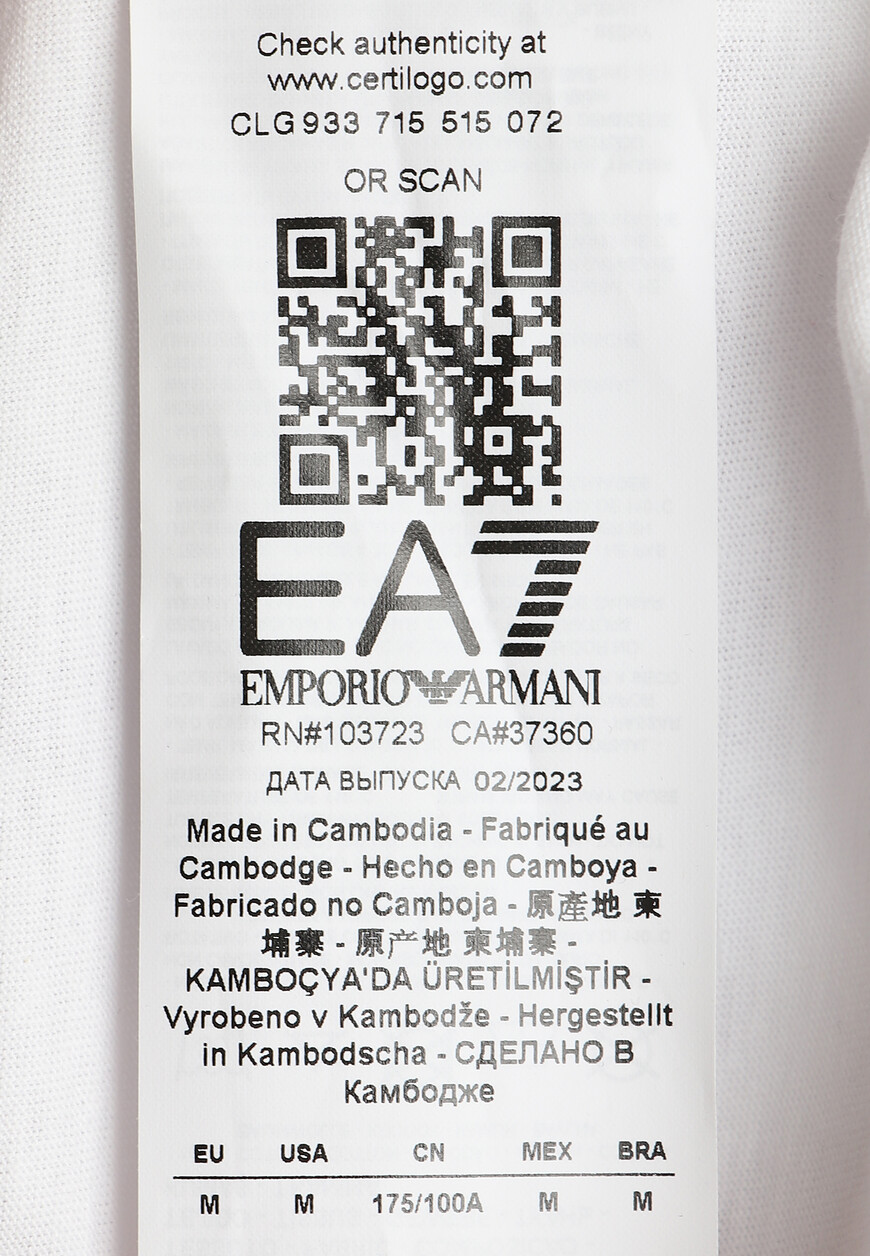 Check authenticity at
www.certilogo.com
CLG 933 715 515 072
OR SCAN
EA7
EMPORIO ARMANI
RN#103723 CA#37360
ДАТА ВЫПУСКА 02/2023
Made in Cambodia - Fabriqué au
Cambodge - Hecho en Camboya -
Fabricado no Camboja - 原產地 柬
埔寨 - 原产地 柬埔寨 -
KAMBOÇYA'DA ÜRETİLMİŞTİR -
Vyrobeno v Kambodže - Hergestellt
in Kambodscha - СДЕЛАНО В
Камбодже
EU USA CN MEX BRA
M M 175/100A M M